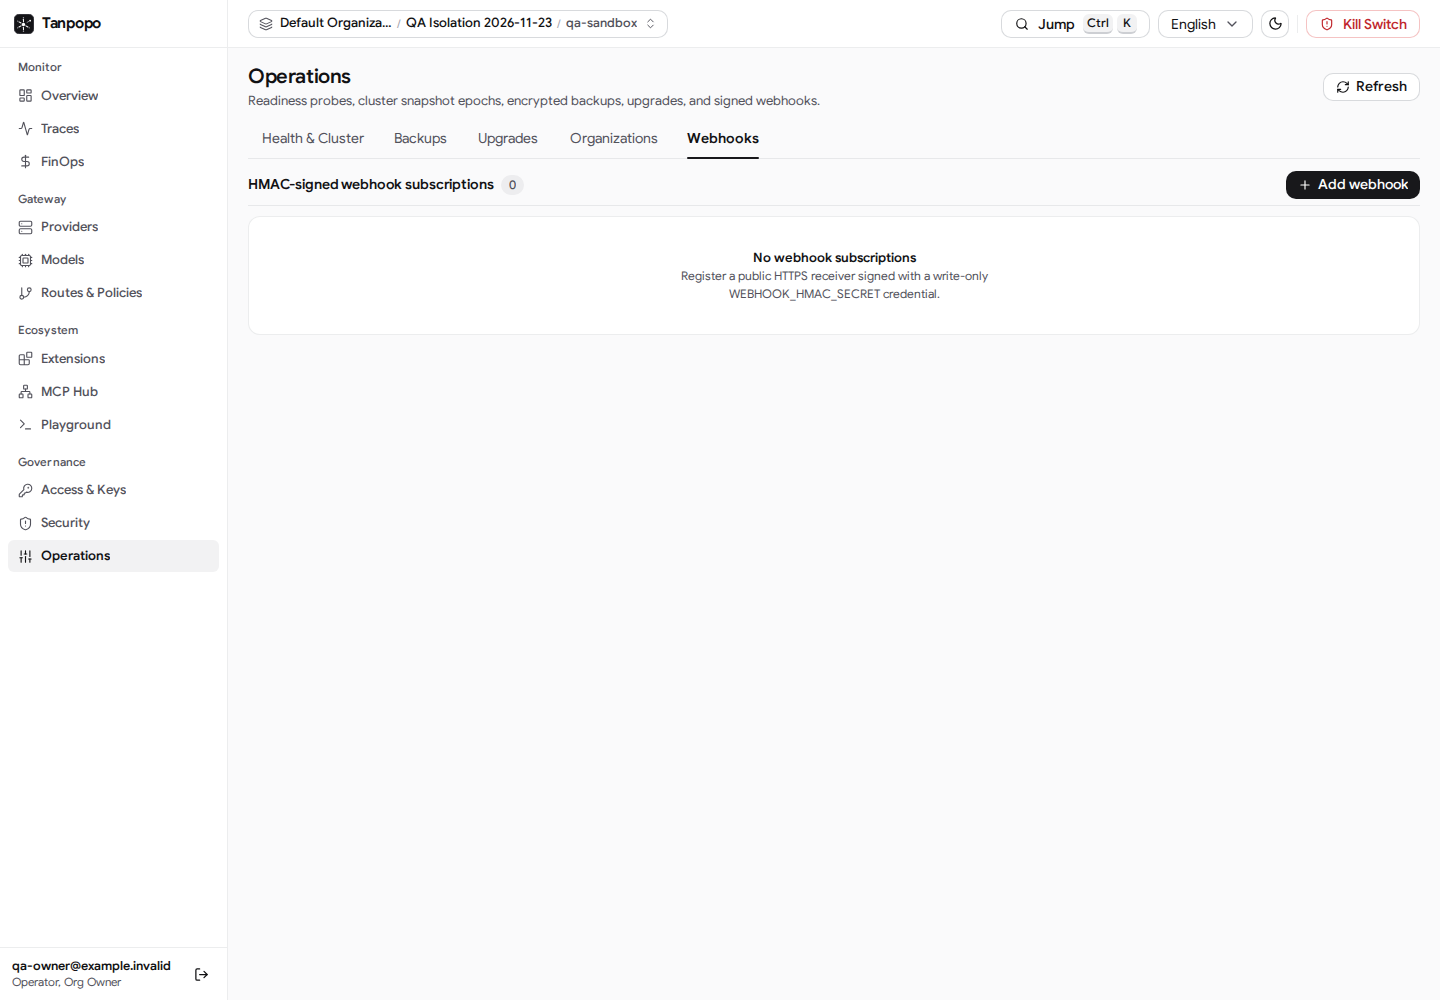 Tanpopo
Default Organiza... / QA Isolation 2026-11-23 / qa-sandbox
Jump Ctrl K
English
Kill Switch
Monitor
Overview
Traces
FinOps
Gateway
Providers
Models
Routes & Policies
Ecosystem
Extensions
MCP Hub
Playground
Governance
Access & Keys
Security
Operations
qa-owner@example.invalid
Operator, Org Owner
Operations
Readiness probes, cluster snapshot epochs, encrypted backups, upgrades, and signed webhooks.
Refresh
Health & Cluster Backups Upgrades Organizations Webhooks
HMAC-signed webhook subscriptions 0
Add webhook
No webhook subscriptions
Register a public HTTPS receiver signed with a write-only
WEBHOOK_HMAC_SECRET credential.